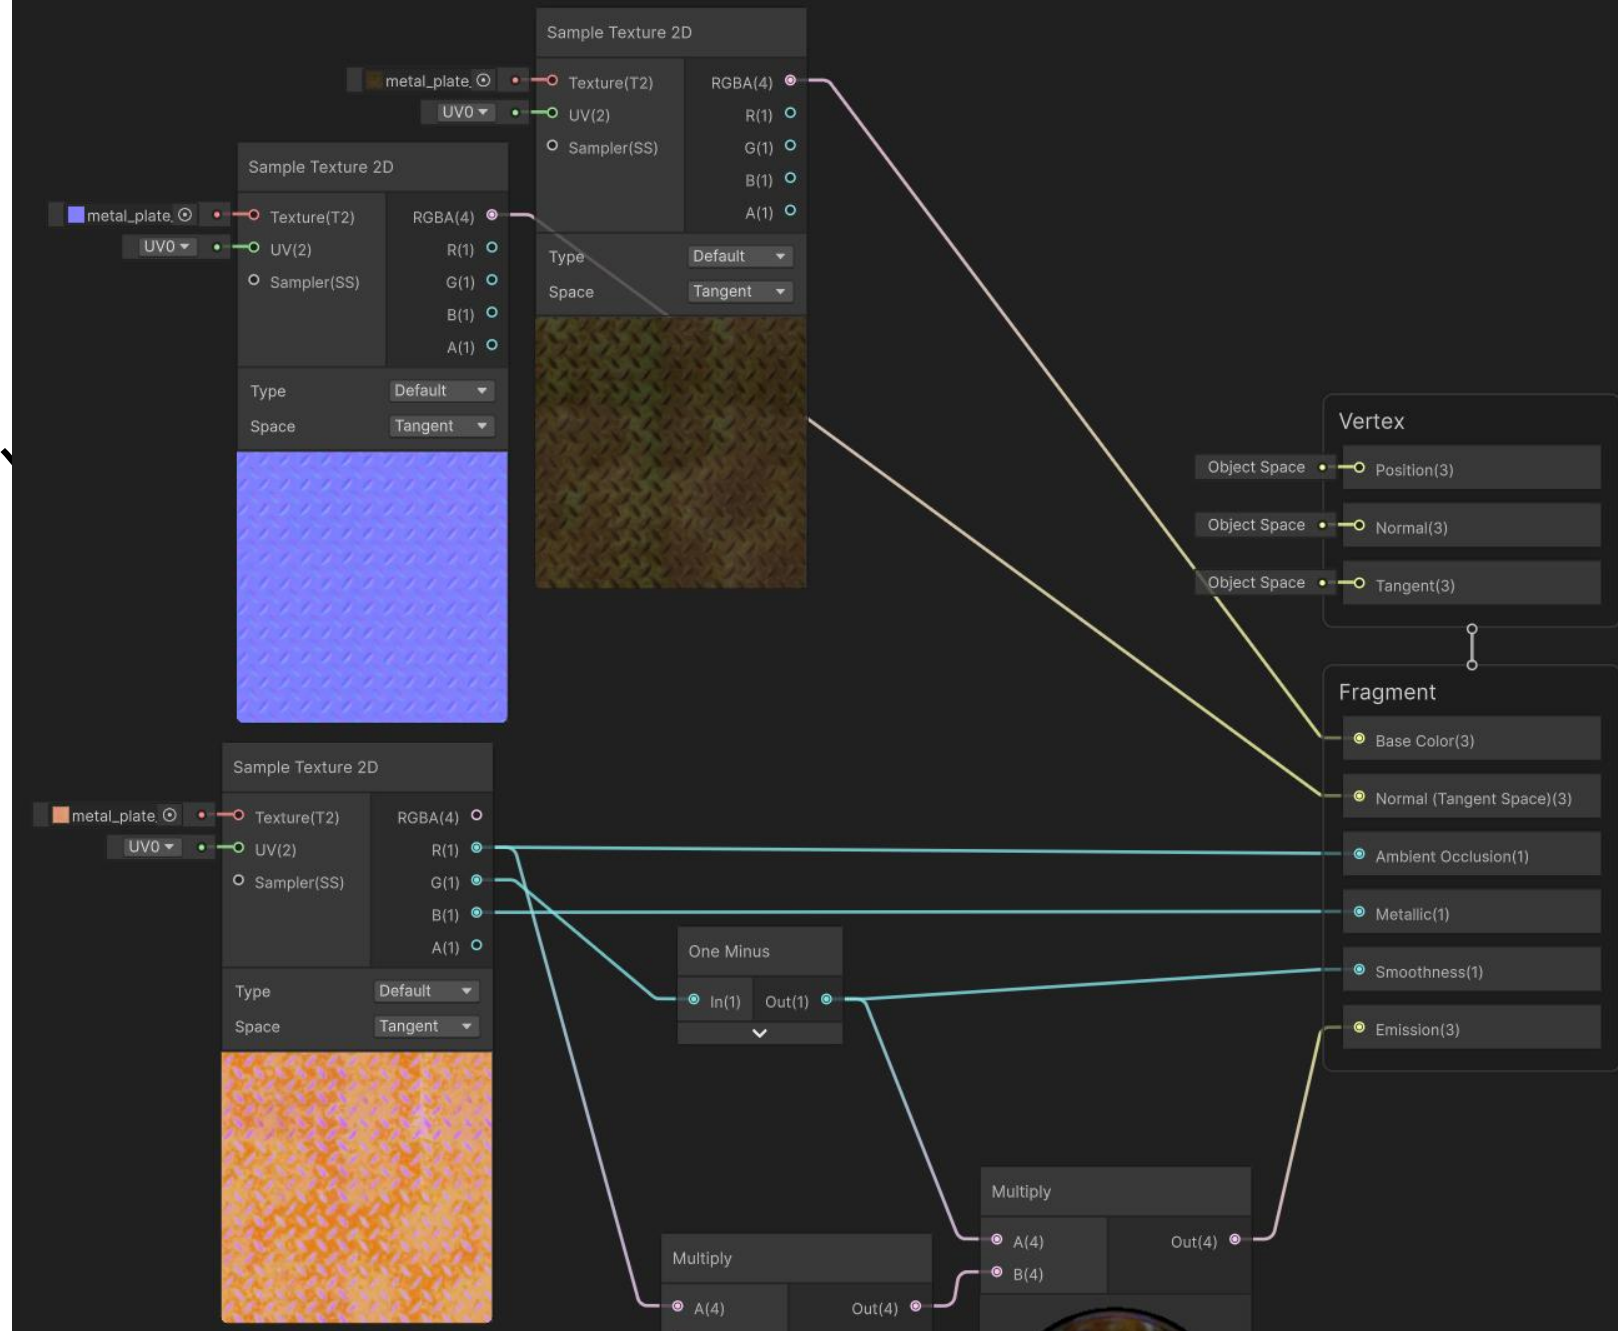 Sample Texture 2D
metal_plate_
Texture(T2)
RGBA(4)
UV0
UV(2)
R(1)
Sampler(SS)
G(1)
B(1)
A(1)
Type
Default
Space
Tangent
Sample Texture 2D
metal_plate_
Texture(T2)
RGBA(4)
UV0
UV(2)
R(1)
Sampler(SS)
G(1)
B(1)
A(1)
Type
Default
Space
Tangent
Vertex
Object Space
Position(3)
Object Space
Normal(3)
Object Space
Tangent(3)
Fragment
Base Color(3)
Normal (Tangent Space)(3)
Ambient Occlusion(1)
Metallic(1)
Smoothness(1)
Emission(3)
Sample Texture 2D
metal_plate_
Texture(T2)
RGBA(4)
UV0
UV(2)
R(1)
Sampler(SS)
G(1)
B(1)
A(1)
Type
Default
Space
Tangent
One Minus
In(1)
Out(1)
Multiply
A(4)
Out(4)
B(4)
Multiply
A(4)
Out(4)